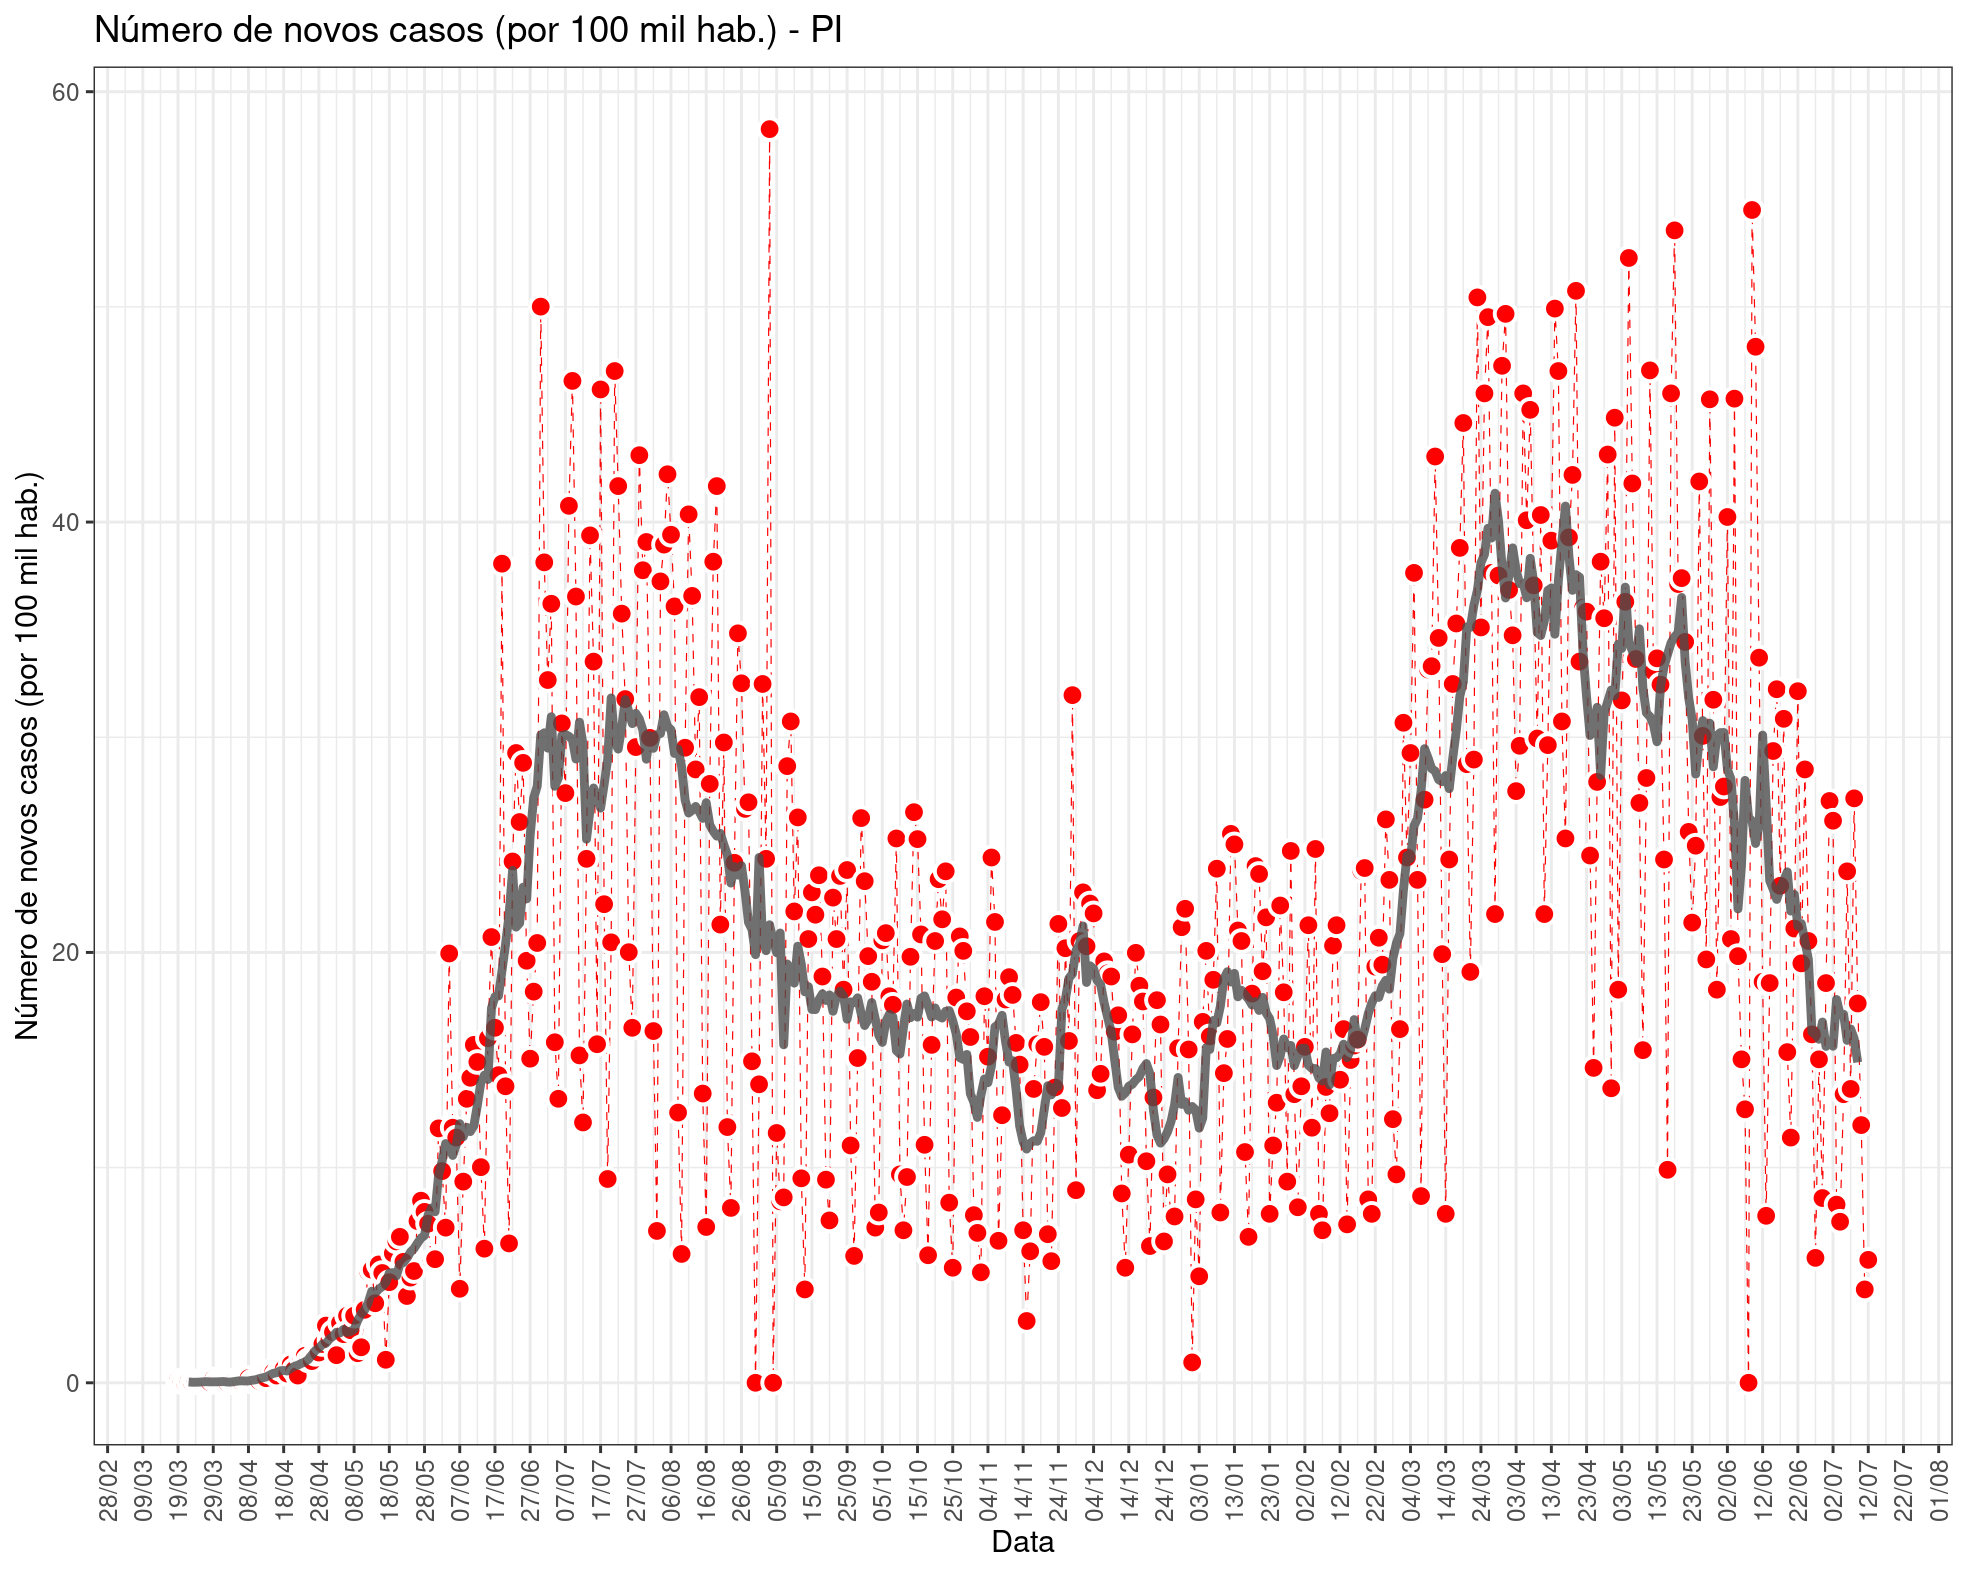 Número de novos casos (por 100 mil hab.) - PI
Número de novos casos (por 100 mil hab.)
60
40
20
0
28/02 09/03 19/03 29/03 08/04 18/04 28/04 08/05 18/05 28/05 07/06 17/06 27/06 07/07 17/07 27/07 06/08 16/08 26/08 05/09 15/09 25/09 05/10 15/10 25/10 04/11 14/11 24/11 04/12 14/12 24/12 03/01 13/01 23/01 02/02 12/02 22/02 04/03 14/03 24/03 03/04 13/04 23/04 03/05 13/05 23/05 02/06 12/06 22/06 02/07 12/07 22/07 01/08
Data